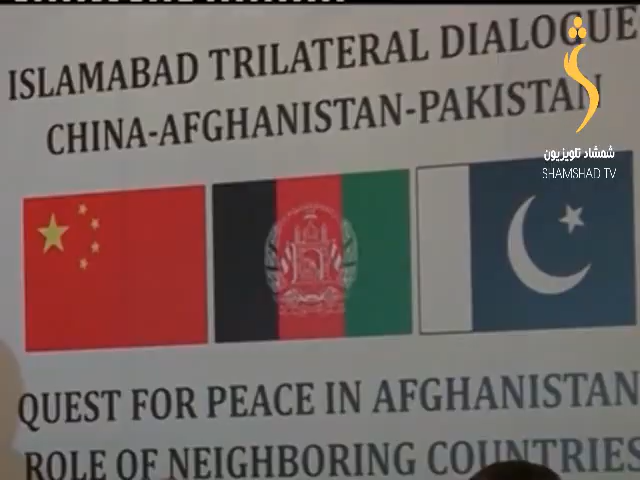 ISLAMABAD TRILATERAL DIALOGUE
CHINA-AFGHANISTAN-PAKISTAN
شمشاد تلویزیون
SHAMSHAD TV
QUEST FOR PEACE IN AFGHANISTAN
ROLE OF NEIGHBORING COUNTRIES